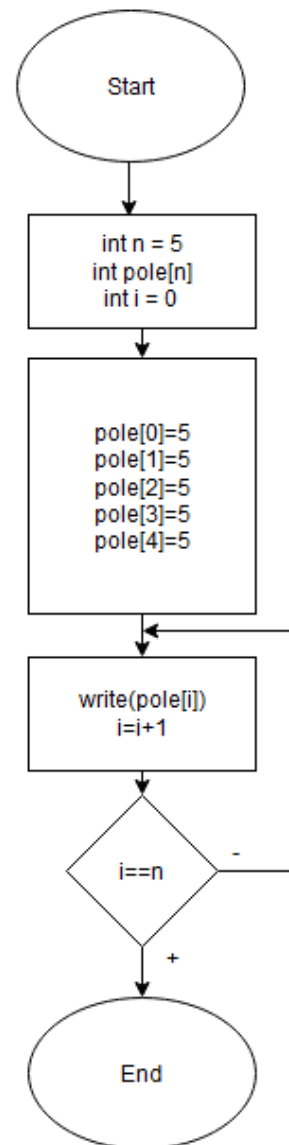 Start
int n = 5
int pole[n]
int i = 0
pole[0]=5
pole[1]=5
pole[2]=5
pole[3]=5
pole[4]=5
write(pole[i])
i=i+1
i==n
-
+
End